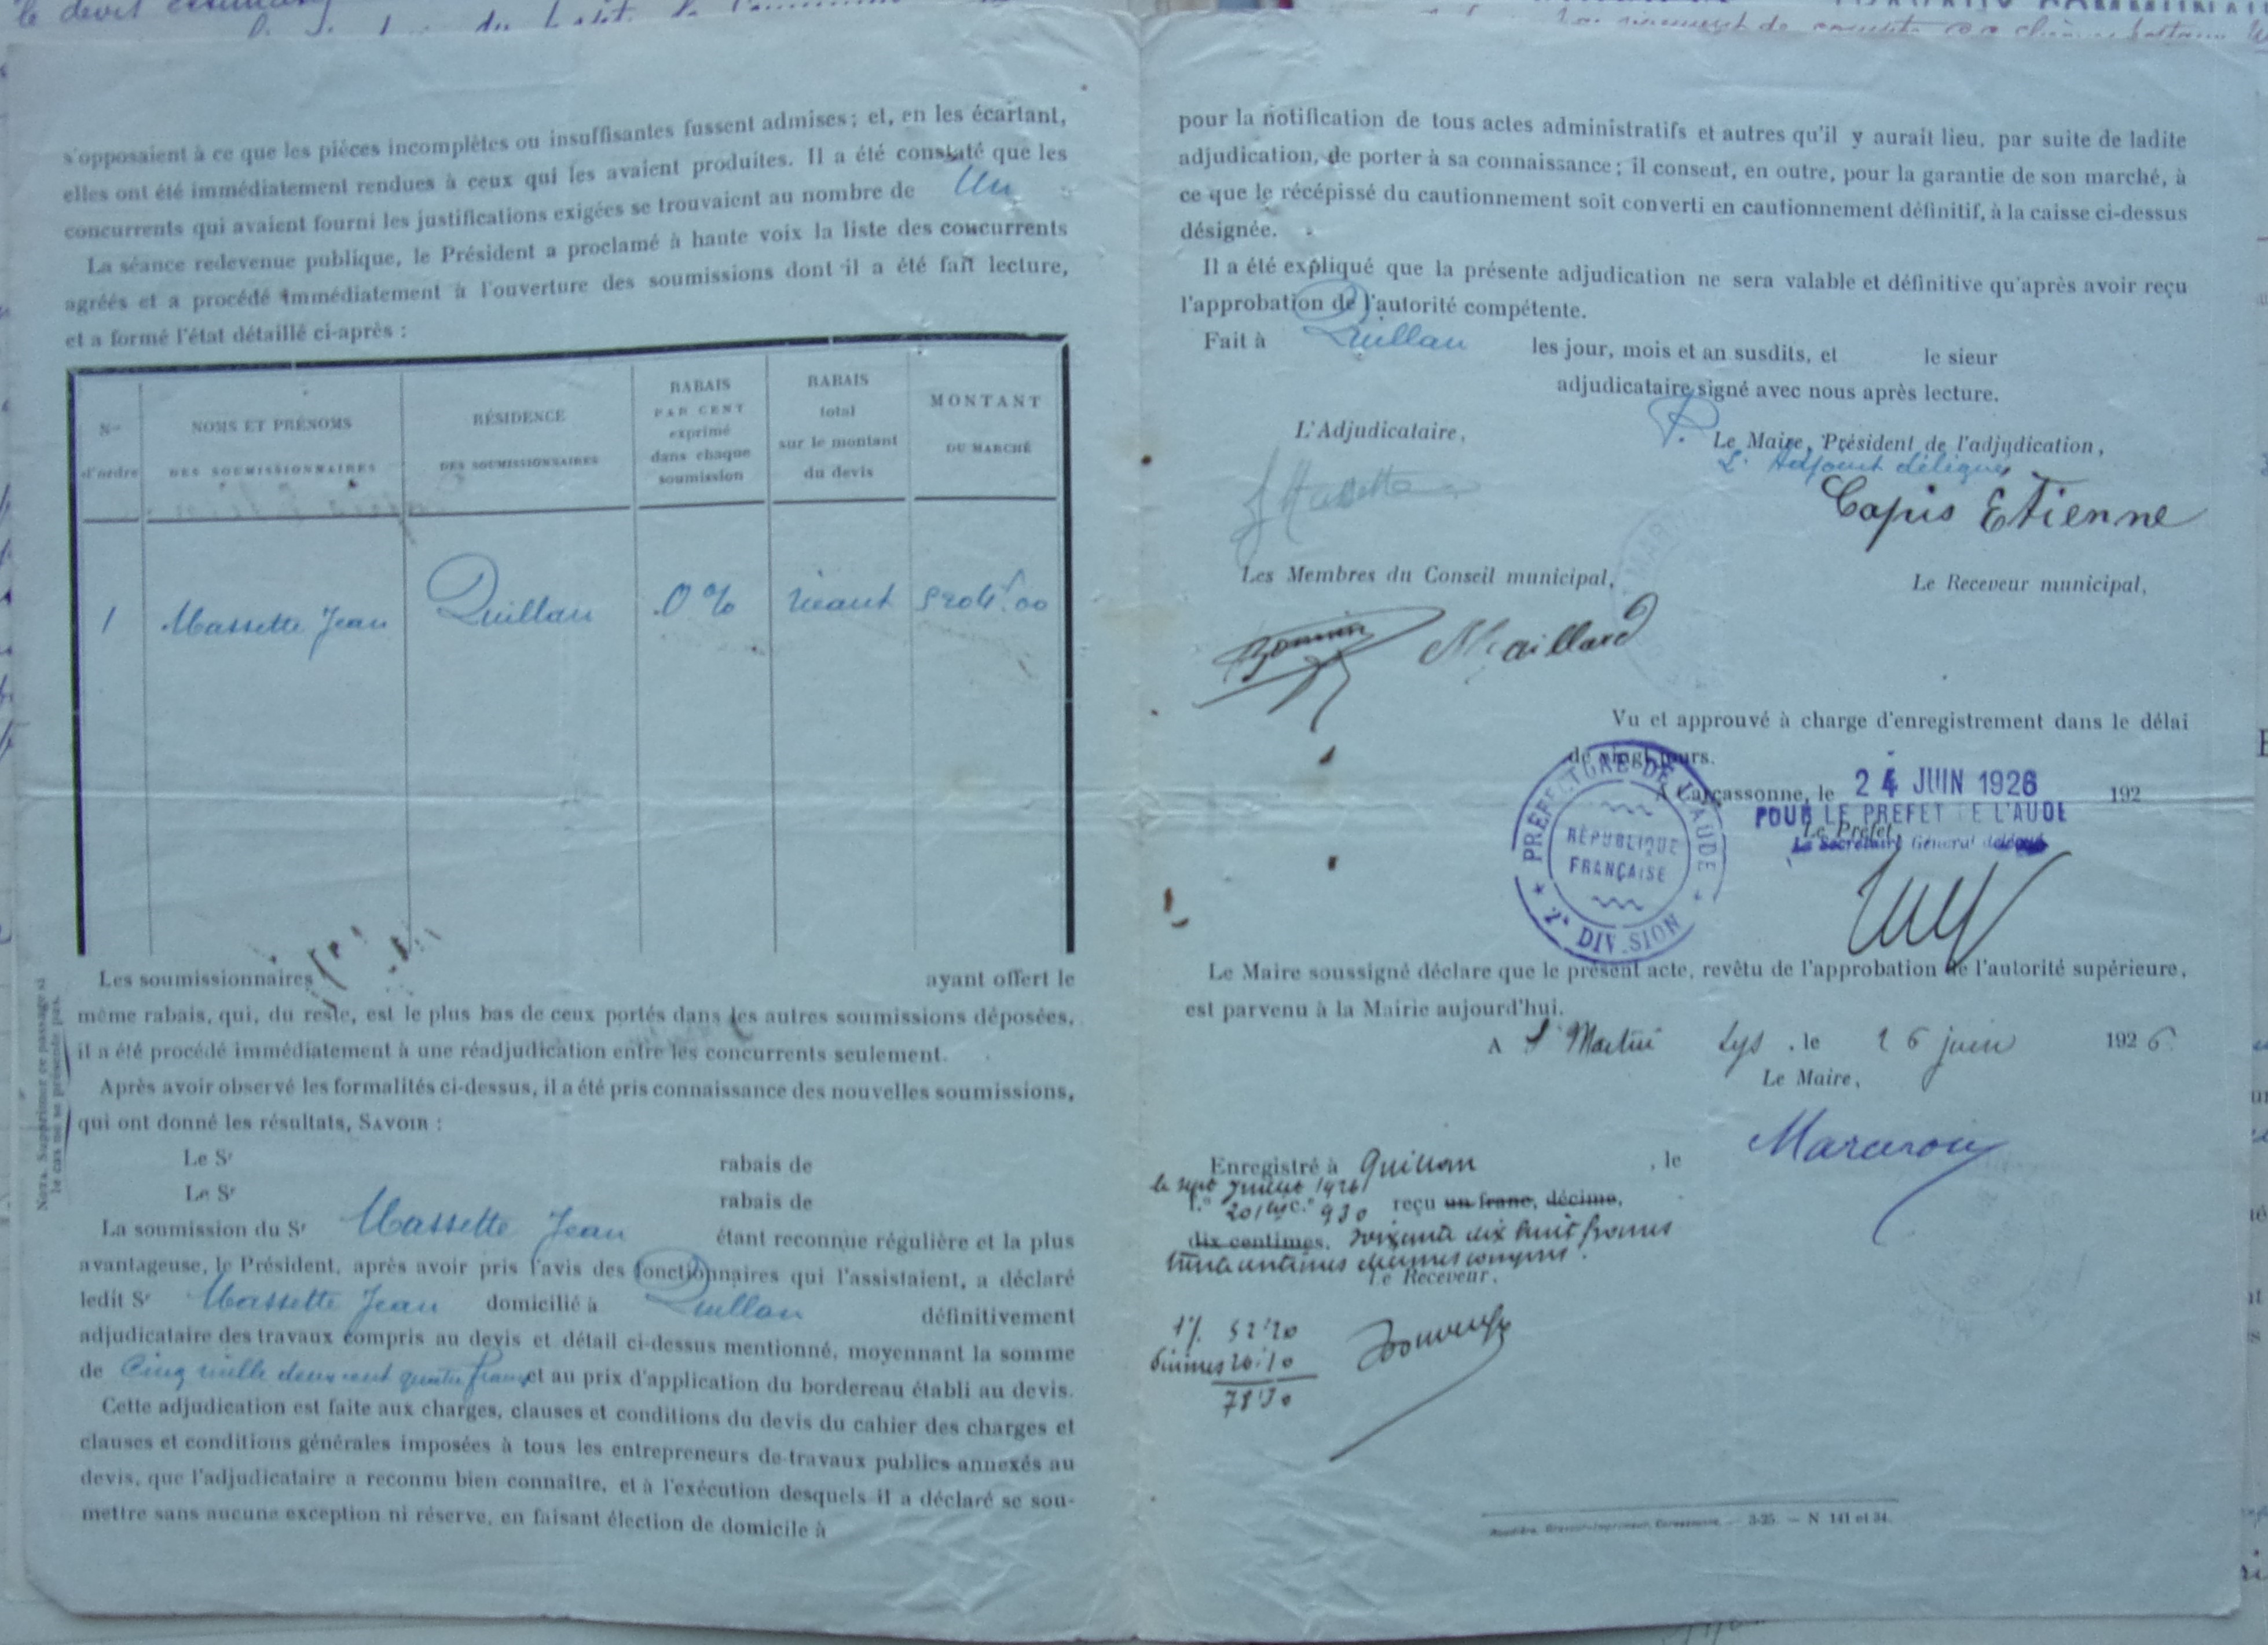 le devis
s'opposaient à ce que les pièces incomplètes ou insuffisantes fussent admises ; et, en les écartant,
elles ont été immédiatement rendues à ceux qui les avaient produites. Il a été constaté que les
concurrents qui avaient fourni les justifications exigées se trouvaient au nombre de Un
La séance redevenue publique, le Président a proclamé à haute voix la liste des concurrents
agréés et a procédé immédiatement à l'ouverture des soumissions dont il a été fait lecture,
et a formé l'état détaillé ci-après :
Nos d'ordre
NOMS ET PRÉNOMS DES SOUMISSIONNAIRES
RÉSIDENCE DES SOUMISSIONNAIRES
RABAIS PAR CENT exprimé dans chaque soumission
RABAIS total sur le montant du devis
MONTANT DU MARCHÉ
1 Massette Jean Quillan 0 % néant 5204f.00
Nota. Supprimer ce passage si
le cas ne se présente pas.
Les soumissionnaires ayant offert le
même rabais, qui, du reste, est le plus bas de ceux portés dans les autres soumissions déposées,
il a été procédé immédiatement à une réadjudication entre les concurrents seulement.
Après avoir observé les formalités ci-dessus, il a été pris connaissance des nouvelles soumissions,
qui ont donné les résultats, SAVOIR :
Le Sr rabais de
Le Sr rabais de
La soumission du Sr Massette Jean étant reconnue régulière et la plus
avantageuse, le Président, après avoir pris l'avis des fonctionnaires qui l'assistaient, a déclaré
ledit Sr Massette Jean domicilié à Quillan définitivement
adjudicataire des travaux compris au devis et détail ci-dessus mentionné, moyennant la somme
de Cinq mille deux cent quatre francs et au prix d'application du bordereau établi au devis.
Cette adjudication est faite aux charges, clauses et conditions du devis du cahier des charges et
clauses et conditions générales imposées à tous les entrepreneurs de travaux publics annexés au
devis, que l'adjudicataire a reconnu bien connaître, et à l'exécution desquels il a déclaré se sou-
mettre sans aucune exception ni réserve, en faisant élection de domicile à
pour la notification de tous actes administratifs et autres qu'il y aurait lieu, par suite de ladite
adjudication, de porter à sa connaissance ; il consent, en outre, pour la garantie de son marché, à
ce que le récépissé du cautionnement soit converti en cautionnement définitif, à la caisse ci-dessus
désignée.
Il a été expliqué que la présente adjudication ne sera valable et définitive qu'après avoir reçu
l'approbation de l'autorité compétente.
Fait à Quillan les jour, mois et an susdits, et le sieur
adjudicataire signé avec nous après lecture.
L'Adjudicataire,
P. Le Maire, Président de l'adjudication,
L'Adjoint délégué
J Massette
Capis Etienne
Les Membres du Conseil municipal,
Le Receveur municipal,
Maillard
Vu et approuvé à charge d'enregistrement dans le délai
de vingt jours.
A Carcassonne, le 24 JUIN 1926 192
POUR LE PREFET DE L'AUDE
Le Préfet,
Le Secrétaire Général délégué
PREFECTURE DE L'AUDE
RÉPUBLIQUE
FRANÇAISE
2e DIVISION
Le Maire soussigné déclare que le présent acte, revêtu de l'approbation de l'autorité supérieure,
est parvenu à la Mairie aujourd'hui.
A St Martin Lys, le 26 juin 1926.
Le Maire,
Enregistré à Quillan, le
le sept Juillet 1926
f.o 201 c.e 930 reçu un franc, décime,
dix centimes. soixante dix huit francs
trente centimes décimes compris.
Le Receveur,
1% 52.20
Décimes 26.10
78.30
3-25. — N 141 et 34.